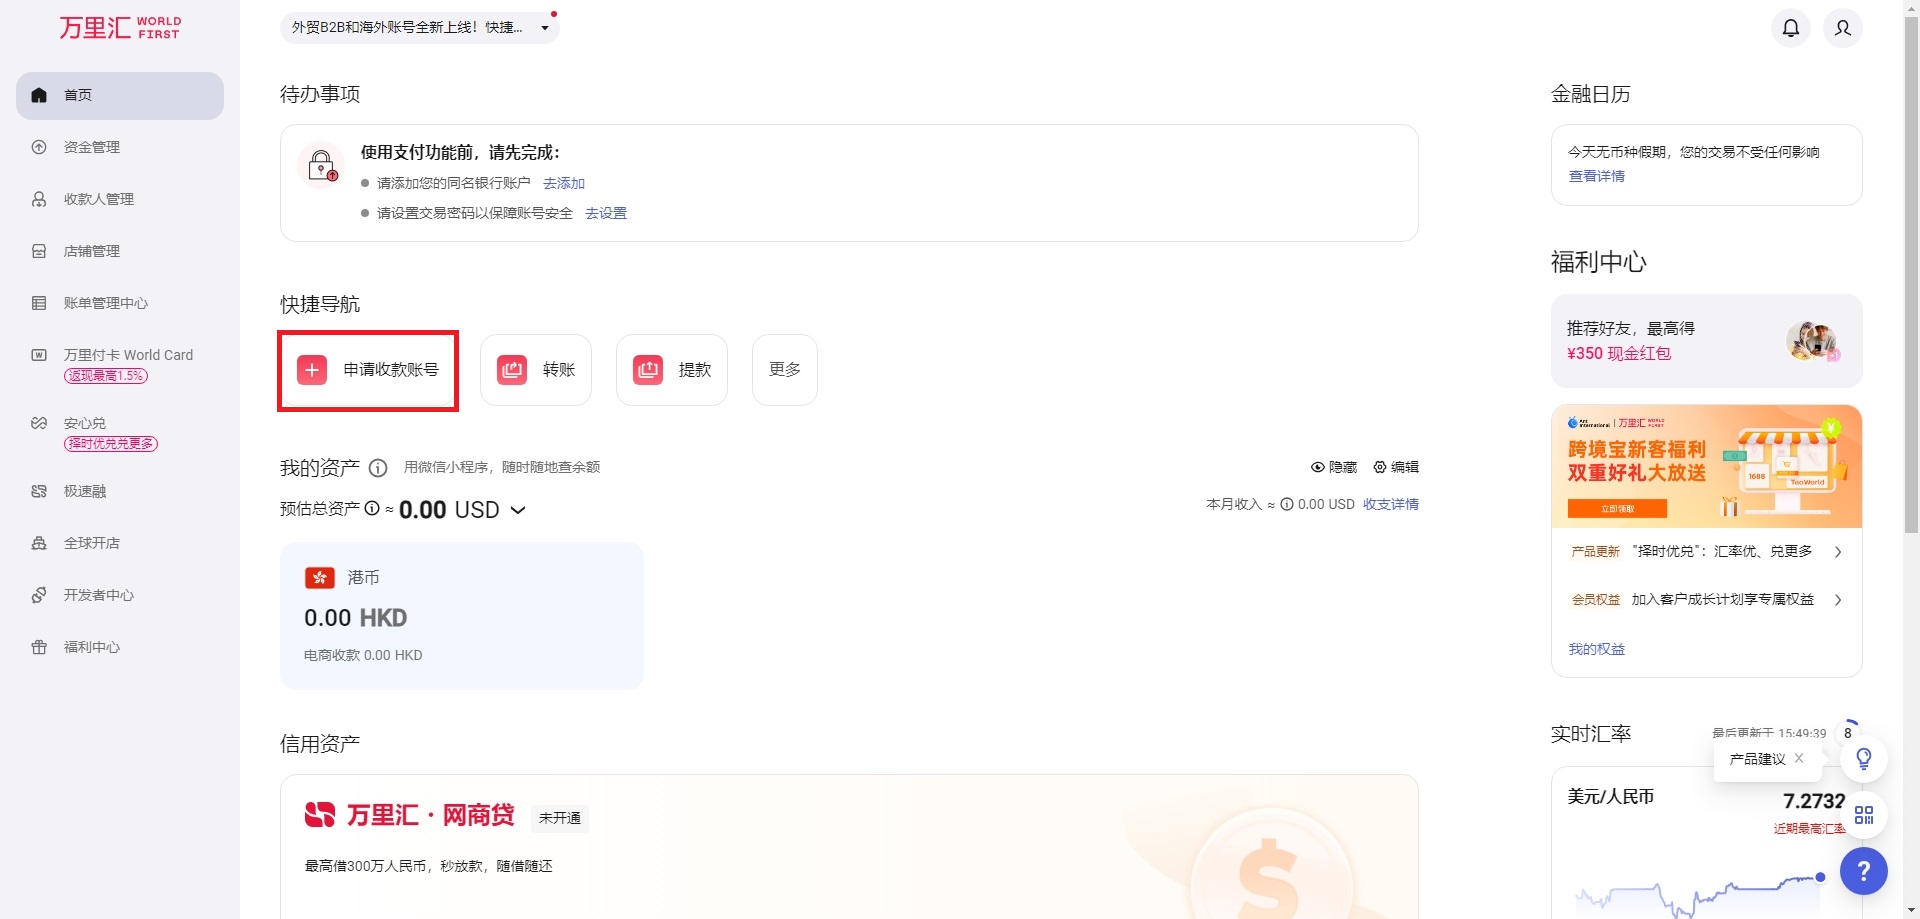 万里汇 WORLD FIRST
首页
资金管理
收款人管理
店铺管理
账单管理中心
万里付卡 World Card
返现最高1.5%
安心兑
择时优兑兑更多
极速融
全球开店
开发者中心
福利中心
外贸B2B和海外账号全新上线！快捷...
待办事项
使用支付功能前，请先完成：
请添加您的同名银行账户 去添加
请设置交易密码以保障账号安全 去设置
快捷导航
申请收款账号
转账
提款
更多
我的资产 用微信小程序，随时随地查余额
隐藏 编辑
预估总资产 ≈ 0.00 USD
本月收入 ≈ 0.00 USD 收支详情
港币
0.00 HKD
电商收款 0.00 HKD
信用资产
万里汇·网商贷 未开通
最高借300万人民币，秒放款，随借随还
$
金融日历
今天无币种假期，您的交易不受任何影响
查看详情
福利中心
推荐好友，最高得
¥350 现金红包
Ant International | 万里汇 WORLD FIRST
跨境宝新客福利
双重好礼大放送
立即领取
¥
1688
TaoWorld
产品更新 "择时优兑"：汇率优、兑更多
会员权益 加入客户成长计划享专属权益
我的权益
实时汇率 最后更新于 15:49:39 8
产品建议 X
美元/人民币
7.2732
近期最高汇率
?